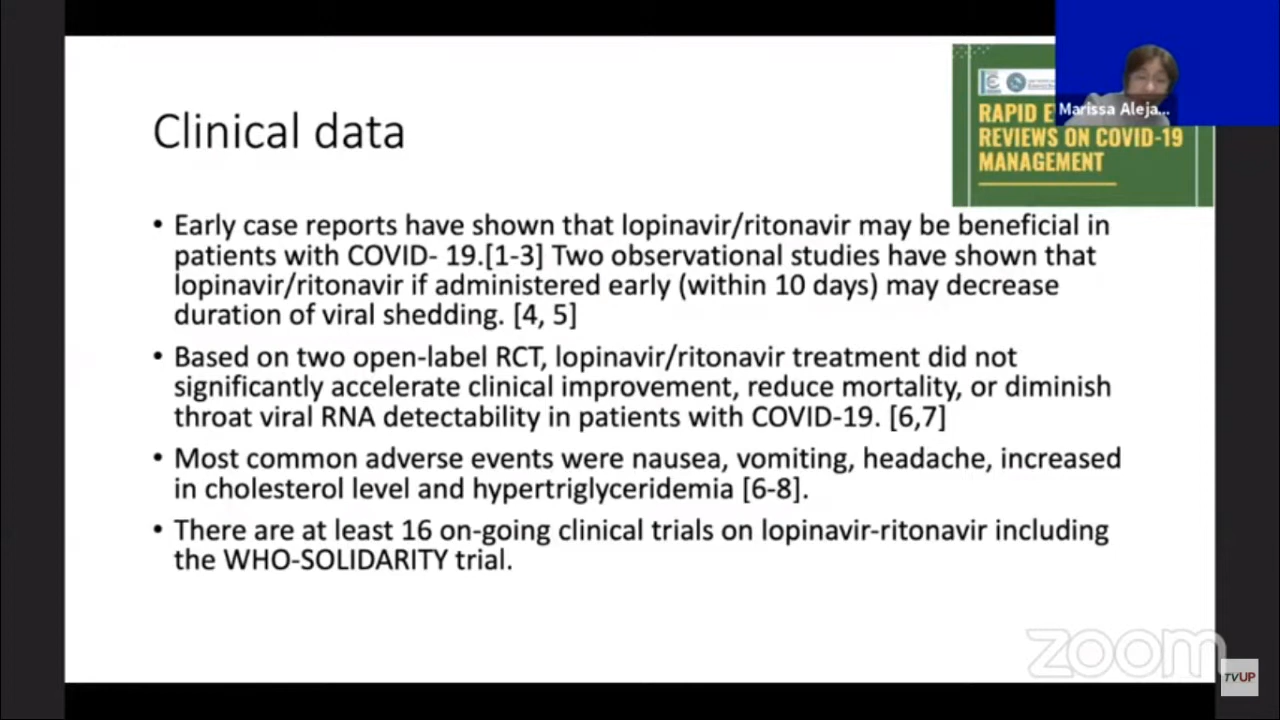 Clinical data
RAPID E
REVIEWS ON COVID-19
MANAGEMENT
Marissa Aleja...
• Early case reports have shown that lopinavir/ritonavir may be beneficial in
patients with COVID- 19.[1-3] Two observational studies have shown that
lopinavir/ritonavir if administered early (within 10 days) may decrease
duration of viral shedding. [4, 5]
• Based on two open-label RCT, lopinavir/ritonavir treatment did not
significantly accelerate clinical improvement, reduce mortality, or diminish
throat viral RNA detectability in patients with COVID-19. [6,7]
• Most common adverse events were nausea, vomiting, headache, increased
in cholesterol level and hypertriglyceridemia [6-8].
• There are at least 16 on-going clinical trials on lopinavir-ritonavir including
the WHO-SOLIDARITY trial.
zoom
TVUP